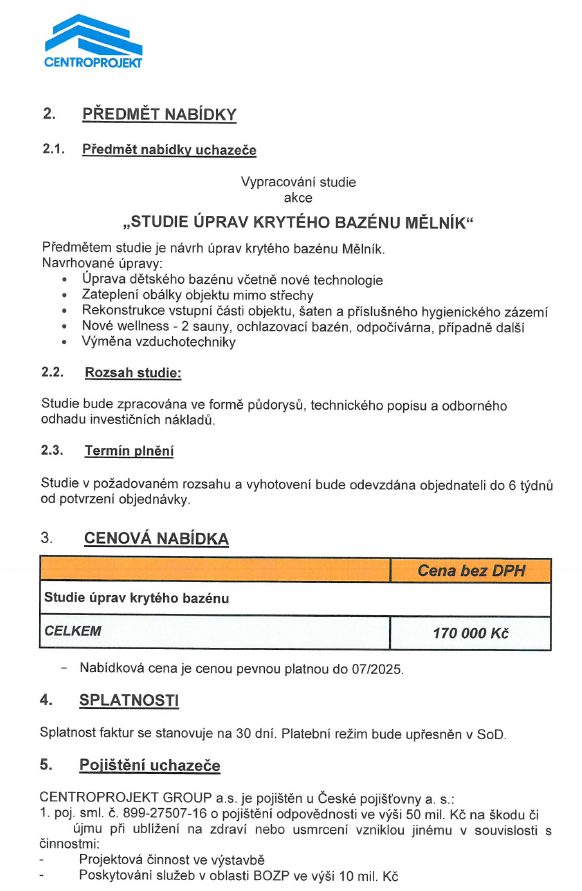 CENTROPROJEKT
2. PŘEDMĚT NABÍDKY
2.1. Předmět nabídky uchazeče
Vypracování studie
akce
„STUDIE ÚPRAV KRYTÉHO BAZÉNU MĚLNÍK“
Předmětem studie je návrh úprav krytého bazénu Mělník.
Navrhované úpravy:
• Úprava dětského bazénu včetně nové technologie
• Zateplení obálky objektu mimo střechy
• Rekonstrukce vstupní části objektu, šaten a příslušného hygienického zázemí
• Nové wellness - 2 sauny, ochlazovací bazén, odpočívárna, případně další
• Výměna vzduchotechniky
2.2. Rozsah studie:
Studie bude zpracována ve formě půdorysů, technického popisu a odborného
odhadu investičních nákladů.
2.3. Termín plnění
Studie v požadovaném rozsahu a vyhotovení bude odevzdána objednateli do 6 týdnů
od potvrzení objednávky.
3. CENOVÁ NABÍDKA
Cena bez DPH
Studie úprav krytého bazénu
CELKEM 170 000 Kč
– Nabídková cena je cenou pevnou platnou do 07/2025.
4. SPLATNOSTI
Splatnost faktur se stanovuje na 30 dní. Platební režim bude upřesněn v SoD.
5. Pojištění uchazeče
CENTROPROJEKT GROUP a.s. je pojištěn u České pojišťovny a. s.:
1. poj. sml. č. 899-27507-16 o pojištění odpovědnosti ve výši 50 mil. Kč na škodu či
újmu při ublížení na zdraví nebo usmrcení vzniklou jinému v souvislosti s
činnostmi:
- Projektová činnost ve výstavbě
- Poskytování služeb v oblasti BOZP ve výši 10 mil. Kč